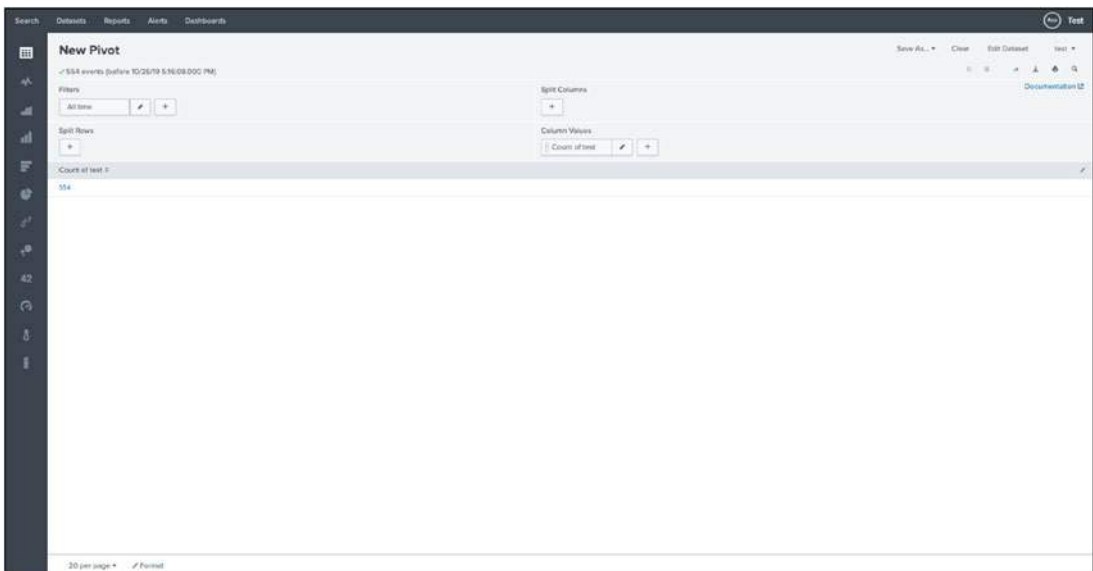 Search Datasets Reports Alerts Dashboards Test
New Pivot Save As... Clear Edit Dataset test
✓ 554 events (before 10/26/19 5:16:09.000 PM)
Documentation
Filters Split Columns
All time + +
Split Rows Column Values
+ Count of test +
Count of test
554
42
20 per page Format